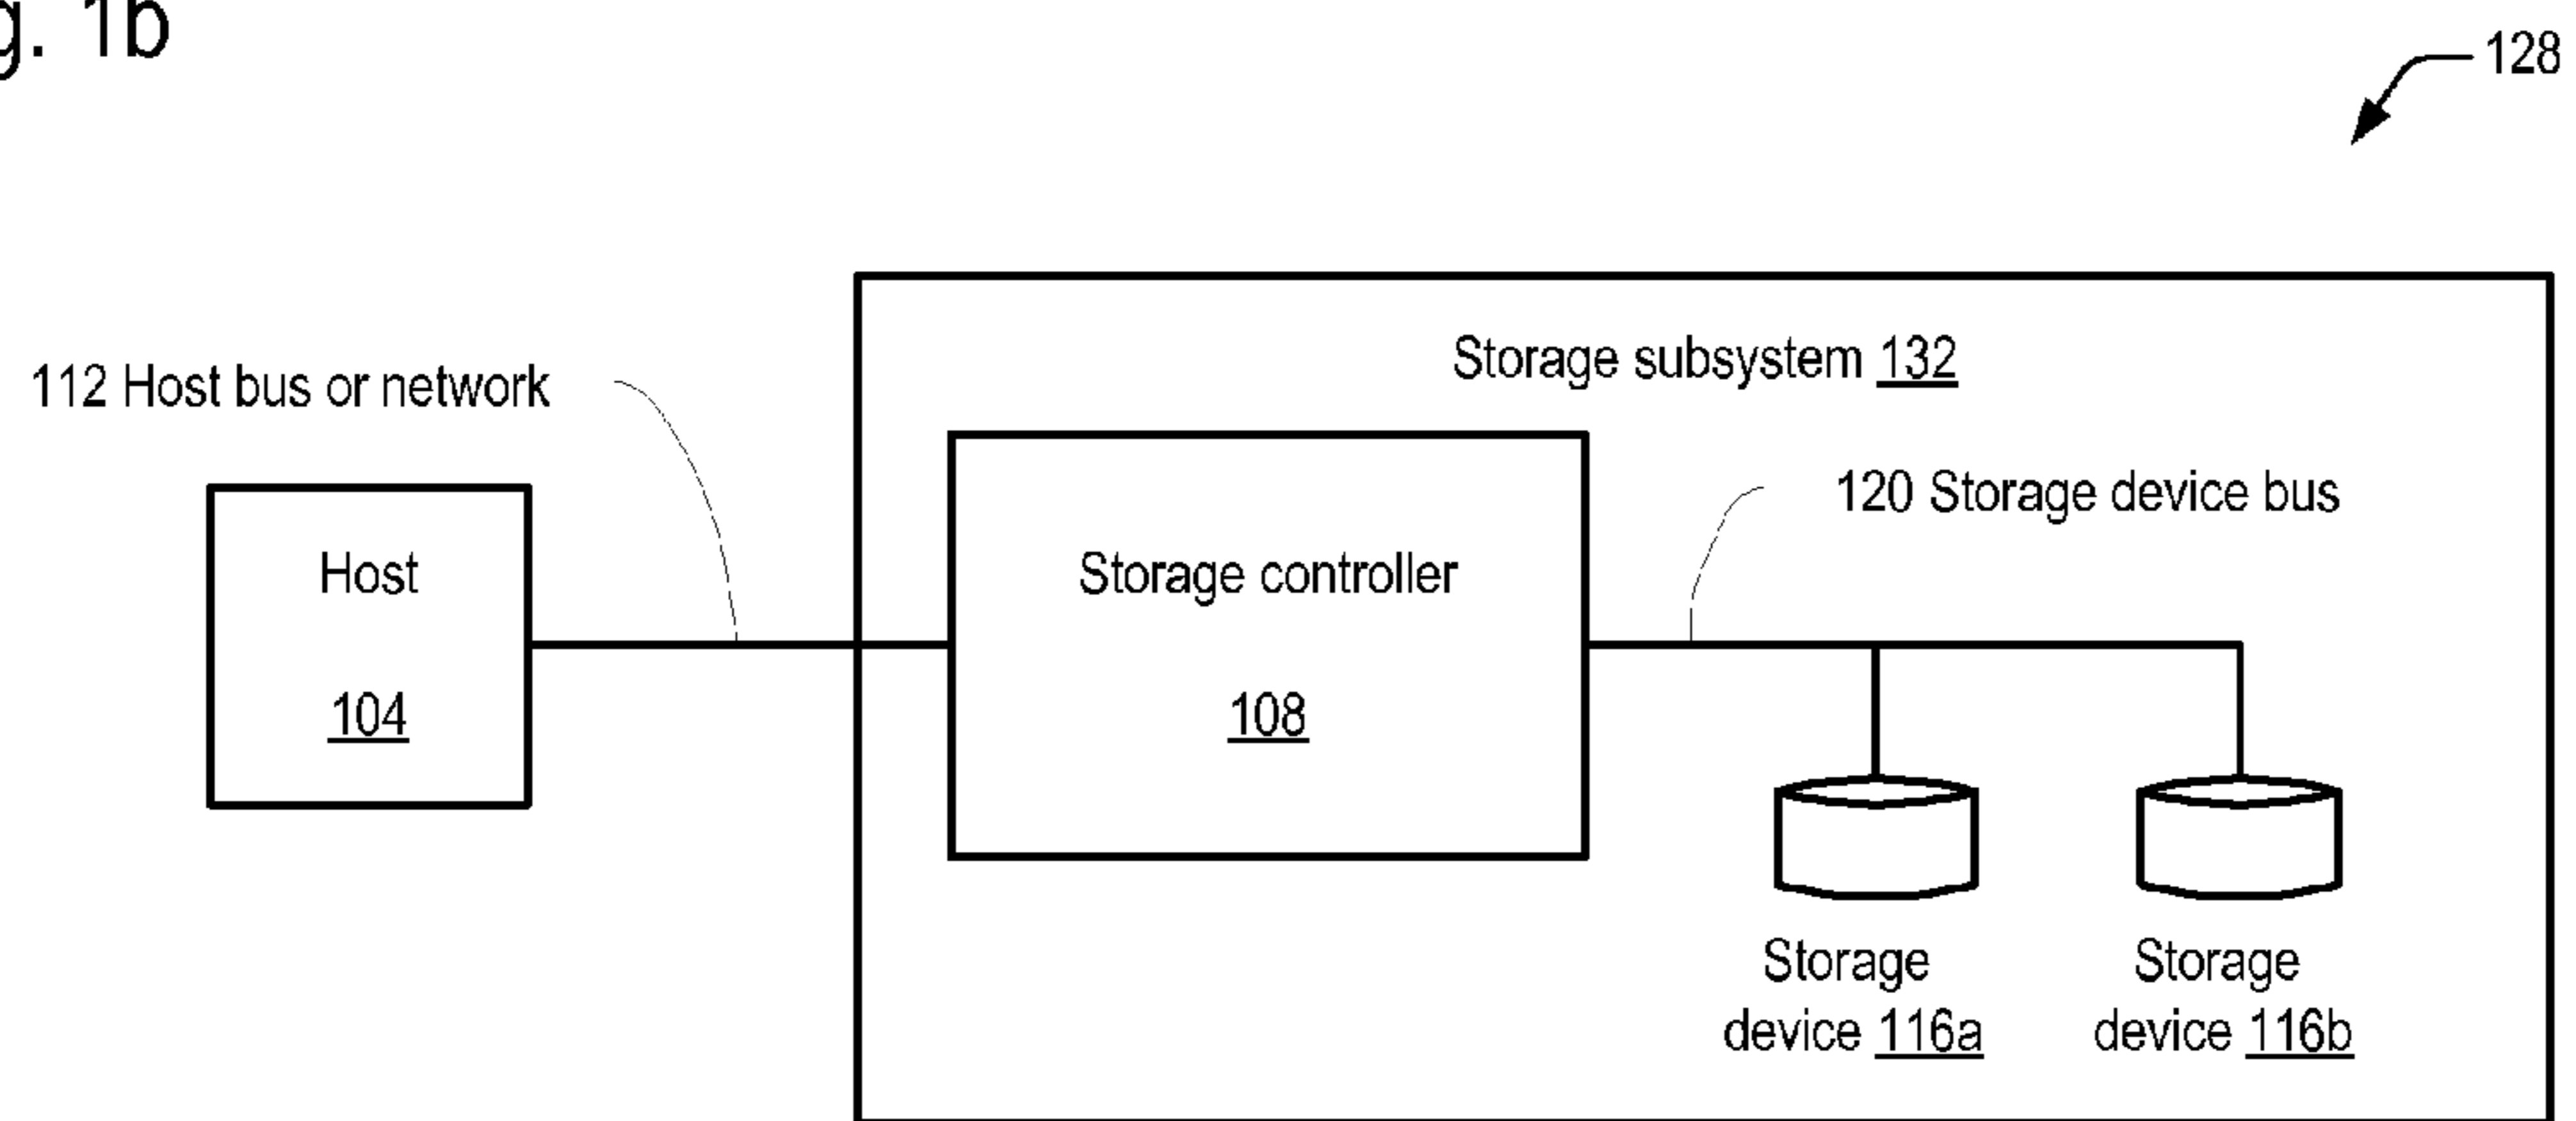 g. 1b
128
Storage subsystem 132
112 Host bus or network
120 Storage device bus
Host
104
Storage controller
108
Storage
device 116a
Storage
device 116b